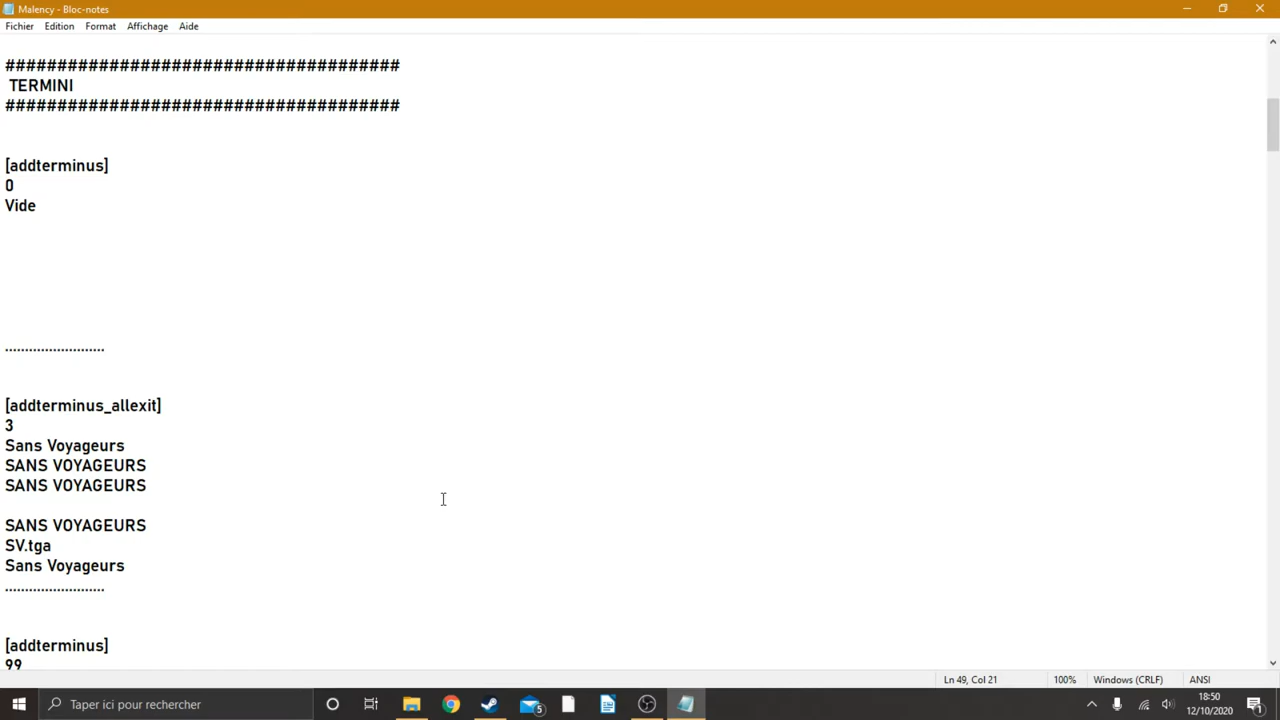 Malency - Bloc-notes
Fichier Edition Format Affichage Aide
######################################
TERMINI
######################################
[addterminus]
0
Vide
.........................
[addterminus_allexit]
3
Sans Voyageurs
SANS VOYAGEURS
SANS VOYAGEURS
SANS VOYAGEURS
SV.tga
Sans Voyageurs
.........................
[addterminus]
99
Ln 49, Col 21 100% Windows (CRLF) ANSI
Taper ici pour rechercher 5 18:50 1
12/10/2020